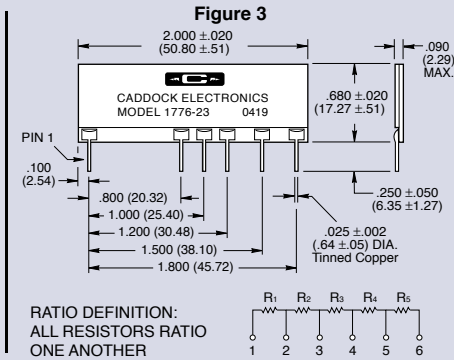 Figure 3
2.000 ±.020
(50.80 ±.51)
.090
(2.29)
MAX.
C
CADDOCK ELECTRONICS
MODEL 1776-23 0419
.680 ±.020
(17.27 ±.51)
PIN 1
.100
(2.54)
.800 (20.32)
1.000 (25.40)
1.200 (30.48)
1.500 (38.10)
1.800 (45.72)
.250 ±.050
(6.35 ±1.27)
.025 ±.002
(.64 ±.05) DIA.
Tinned Copper
RATIO DEFINITION:
ALL RESISTORS RATIO
ONE ANOTHER
R1 R2 R3 R4 R5
1 2 3 4 5 6